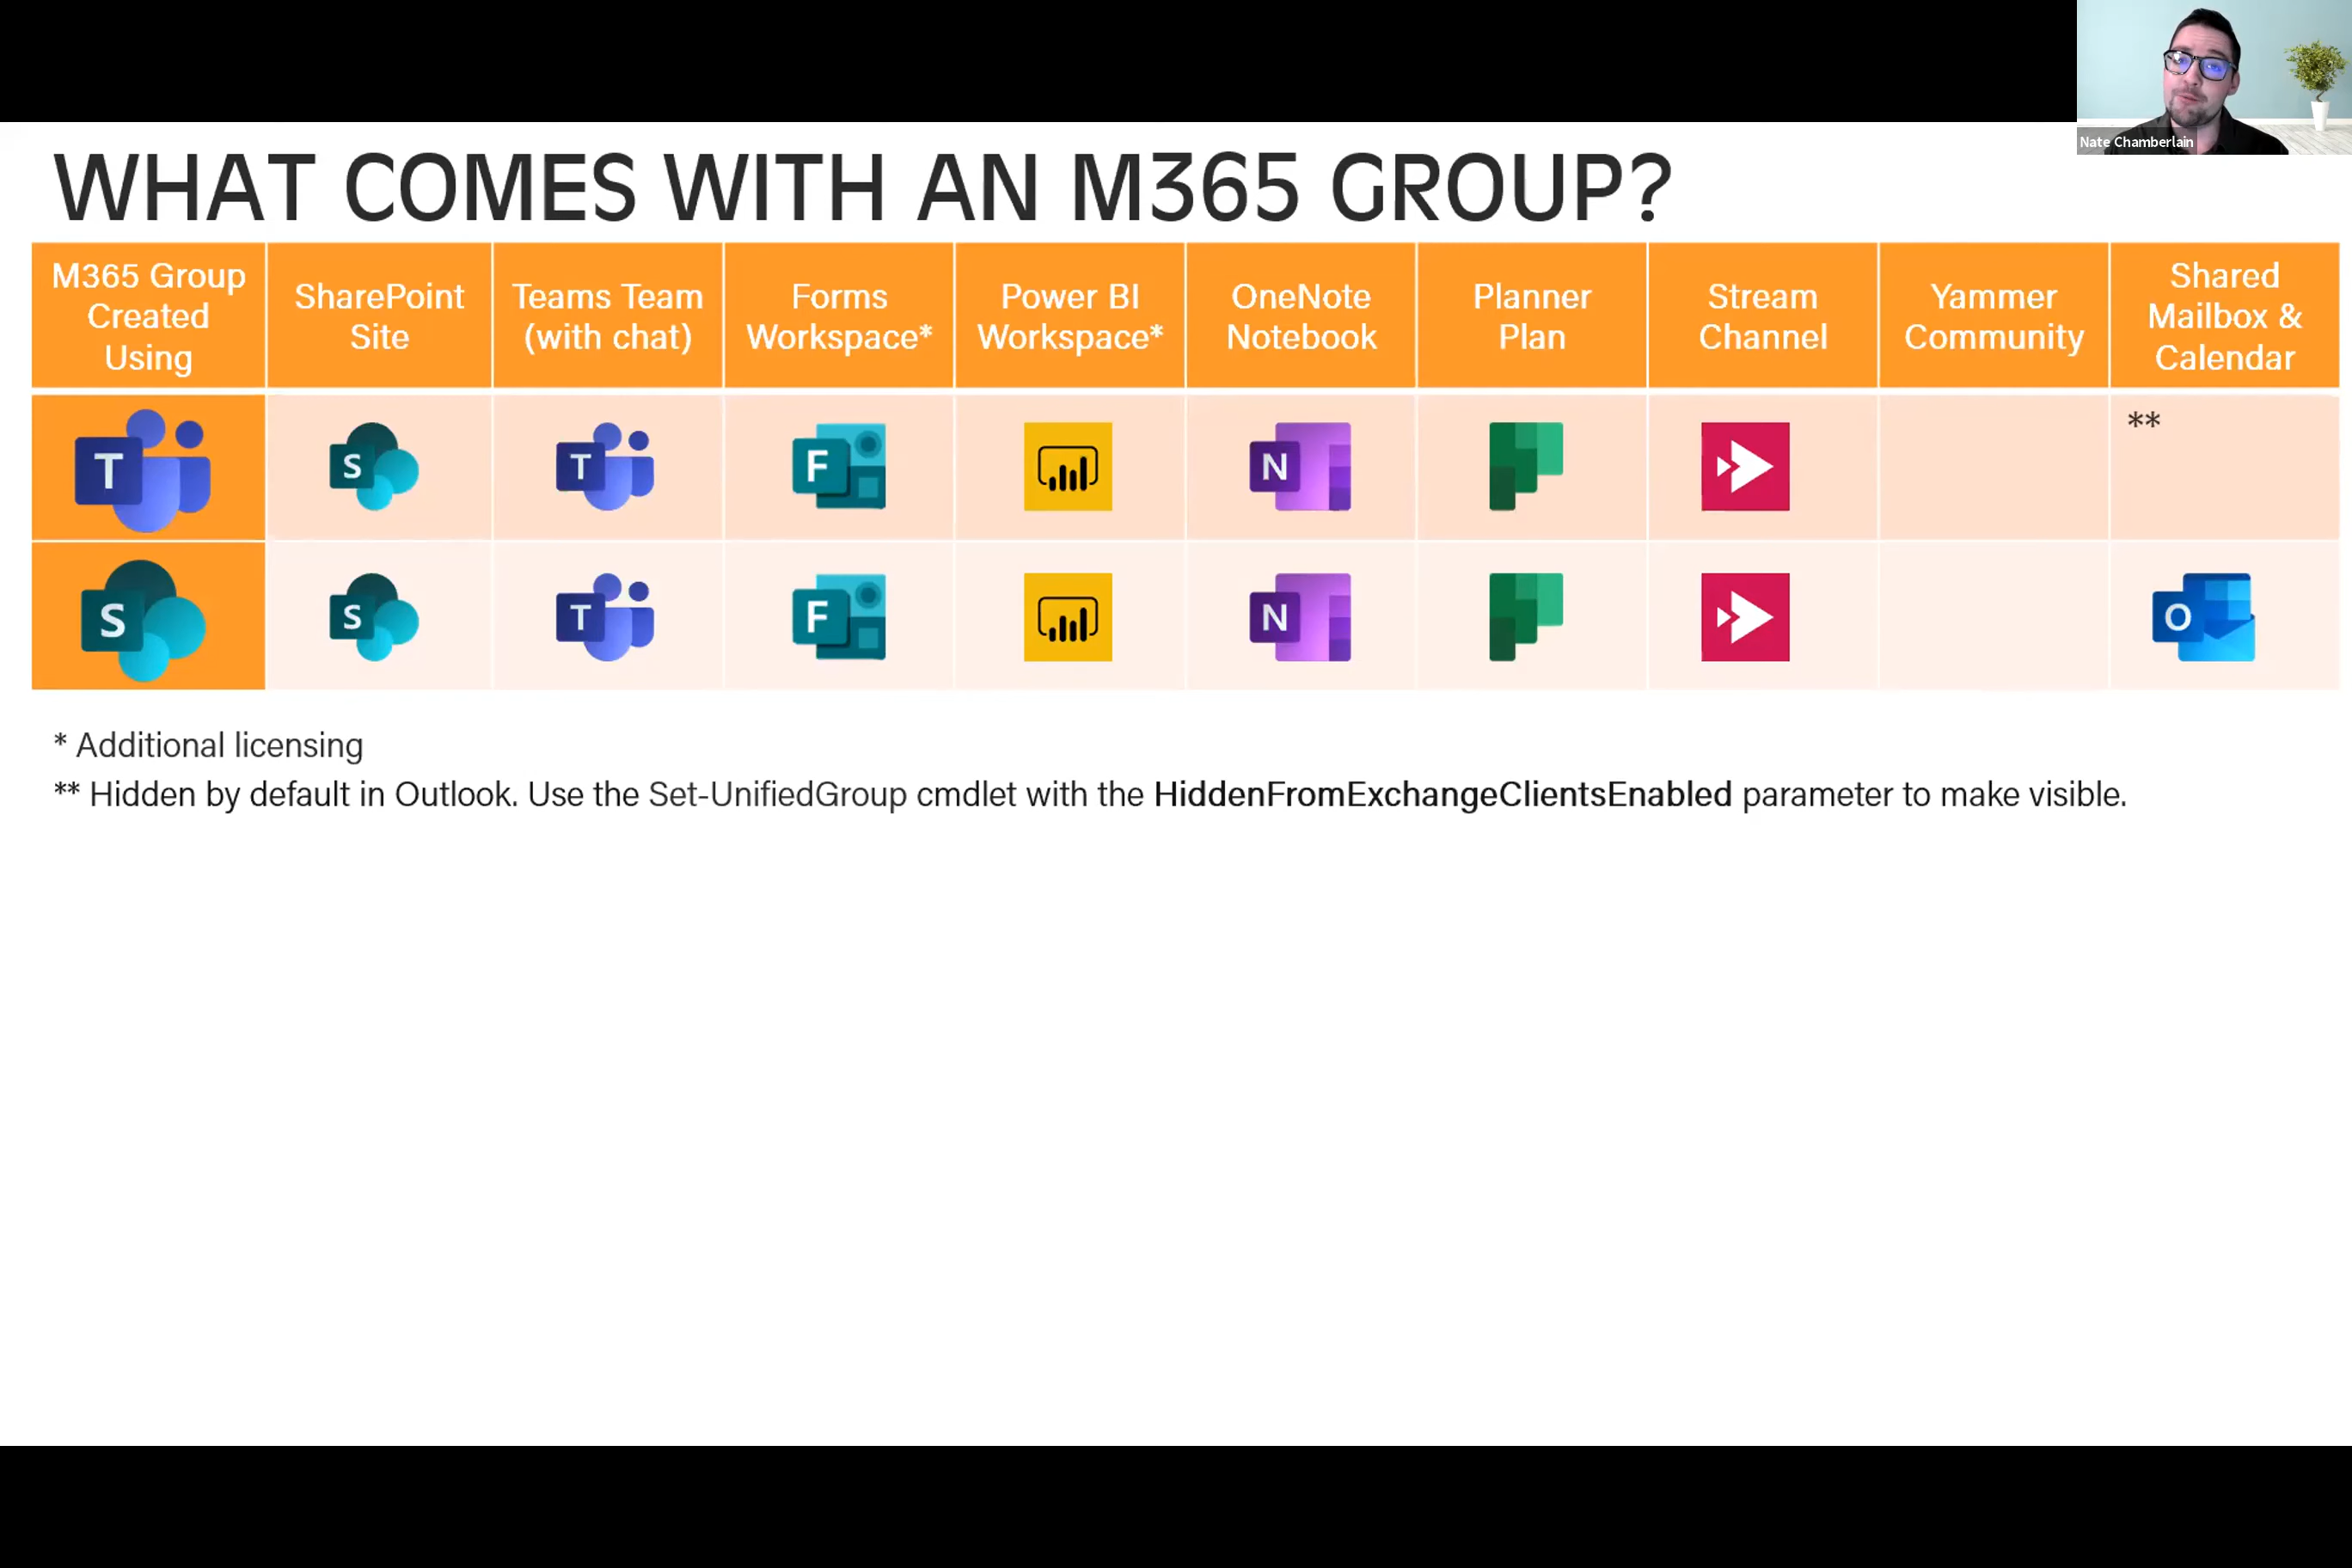 Nate Chamberlain
WHAT COMES WITH AN M365 GROUP?
M365 Group
Created
Using
SharePoint
Site
Teams Team
(with chat)
Forms
Workspace*
Power BI
Workspace*
OneNote
Notebook
Planner
Plan
Stream
Channel
Yammer
Community
Shared
Mailbox &
Calendar
T
S
T
F
N
**
S
S
T
F
N
O
* Additional licensing
** Hidden by default in Outlook. Use the Set-UnifiedGroup cmdlet with the HiddenFromExchangeClientsEnabled parameter to make visible.